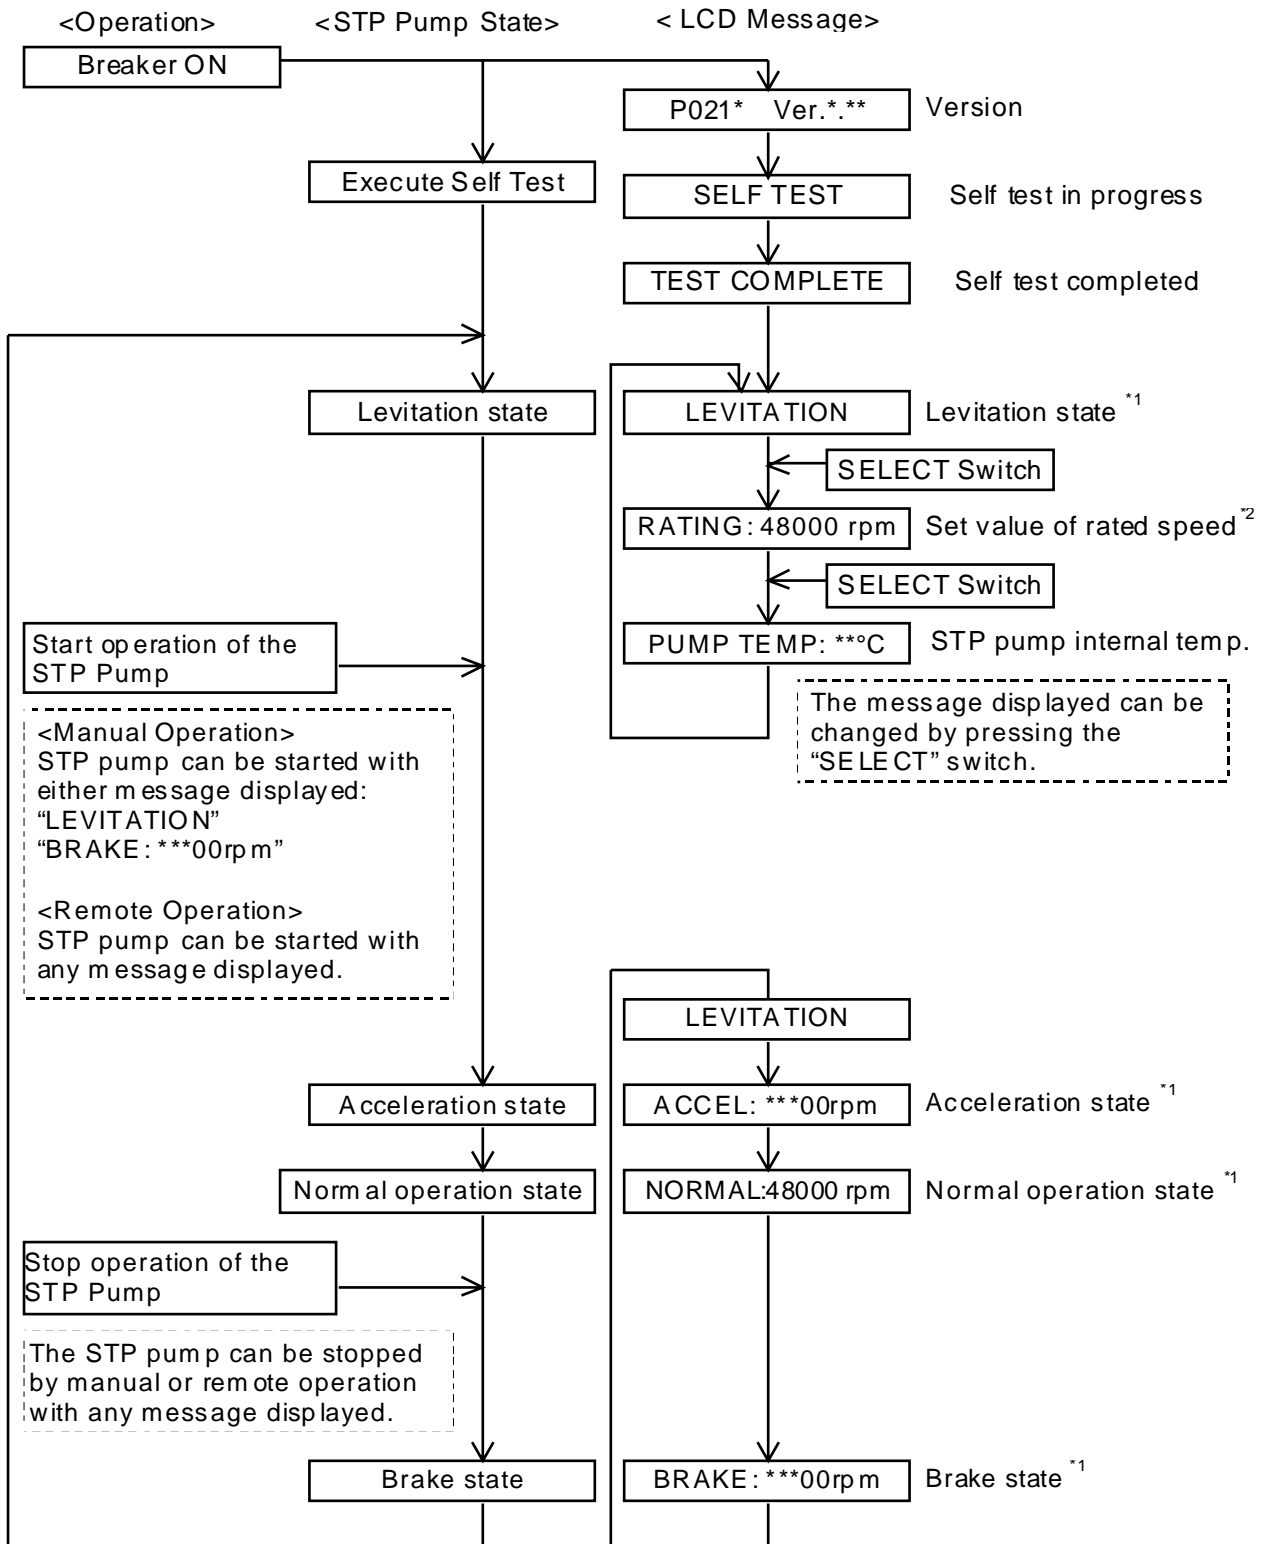 <Operation>
<STP Pump State>
< LCD Message>
Breaker ON
P021* Ver.*.**
Version
Execute Self Test
SELF TEST
Self test in progress
TEST COMPLETE
Self test completed
Levitation state
LEVITATION
Levitation state *1
SELECT Switch
RATING: 48000 rpm
Set value of rated speed*2
SELECT Switch
Start operation of the
STP Pump
PUMP TEMP: **°C
STP pump internal temp.
The message displayed can be
changed by pressing the
“SELECT” switch.
<Manual Operation>
STP pump can be started with
either message displayed:
“LEVITATION”
“BRAKE: ***00rpm”
<Remote Operation>
STP pump can be started with
any message displayed.
LEVITATION
Acceleration state
ACCEL: ***00rpm
Acceleration state *1
Normal operation state
NORMAL:48000 rpm
Normal operation state *1
Stop operation of the
STP Pump
The STP pump can be stopped
by manual or remote operation
with any message displayed.
Brake state
BRAKE: ***00rpm
Brake state *1